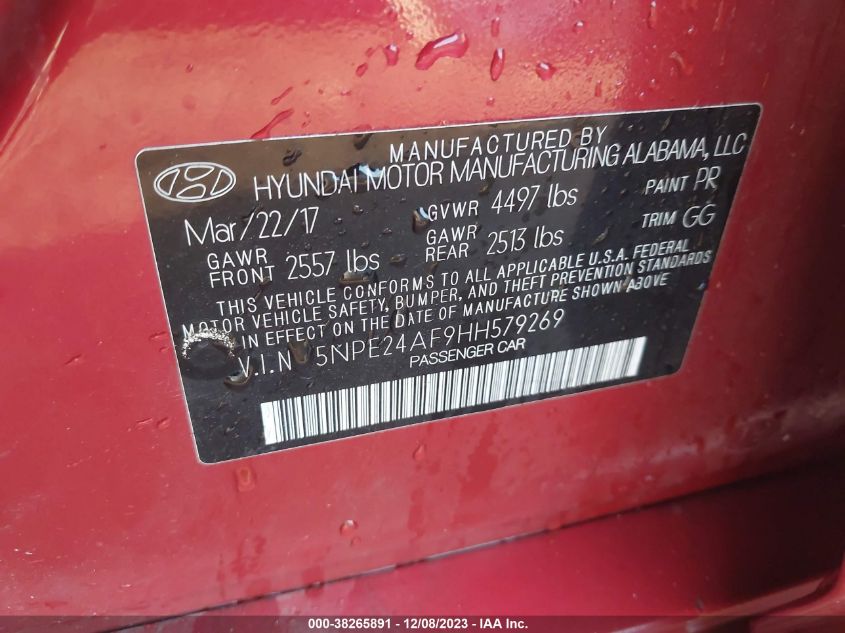 MANUFACTURED BY
HYUNDAI MOTOR MANUFACTURING ALABAMA, LLC
Mar/22/17 GVWR 4497 lbs PAINT PR
GAWR FRONT 2557 lbs GAWR REAR 2513 lbs TRIM GG
THIS VEHICLE CONFORMS TO ALL APPLICABLE U.S.A. FEDERAL
MOTOR VEHICLE SAFETY, BUMPER, AND THEFT PREVENTION STANDARDS
IN EFFECT ON THE DATE OF MANUFACTURE SHOWN ABOVE
V.I.N 5NPE24AF9HH579269
PASSENGER CAR
000-38265891 - 12/08/2023 - IAA Inc.